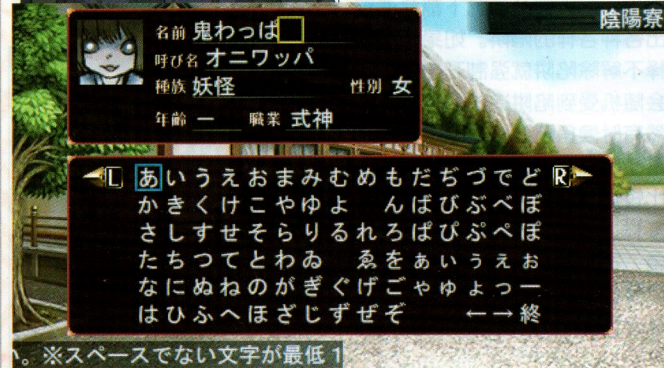 陰陽寮
名前 鬼わっぱ
呼び名 オニワッパ
種族 妖怪 性別 女
年齢 ー 職業 式神
L あいうえおまみむめもだぢづでど R
かきくけこやゆよ んばびぶべぼ
さしすせそらりるれろぱぴぷぺぽ
たちつてとわゐ ゑをぁぃぅぇぉ
なにぬねのがぎぐげごゃゅょっー
はひふへほざじずぜぞ ←→終
い。※スペースでない文字が最低1